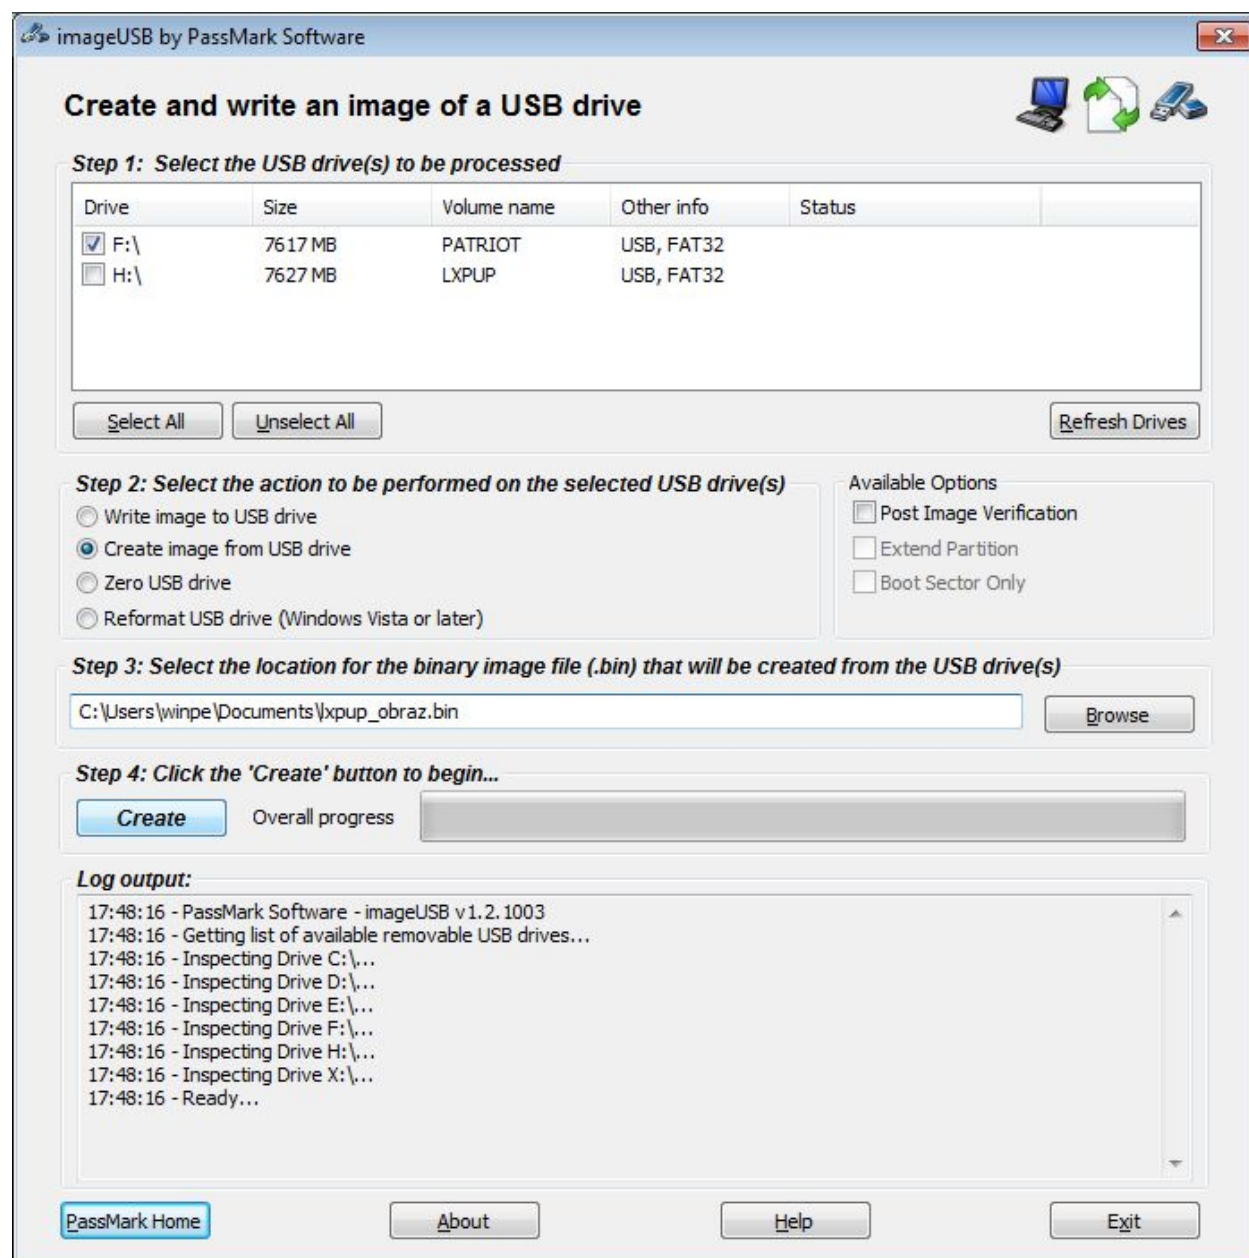 imageUSB by PassMark Software
Create and write an image of a USB drive
Step 1: Select the USB drive(s) to be processed
Drive Size Volume name Other info Status
F:\ 7617 MB PATRIOT USB, FAT32
H:\ 7627 MB LXPUP USB, FAT32
Select All Unselect All Refresh Drives
Step 2: Select the action to be performed on the selected USB drive(s)
Write image to USB drive
Create image from USB drive
Zero USB drive
Reformat USB drive (Windows Vista or later)
Available Options
Post Image Verification
Extend Partition
Boot Sector Only
Step 3: Select the location for the binary image file (.bin) that will be created from the USB drive(s)
C:\Users\winpe\Documents\lxpup_obraz.bin Browse
Step 4: Click the 'Create' button to begin...
Create Overall progress
Log output:
17:48:16 - PassMark Software - imageUSB v1.2.1003
17:48:16 - Getting list of available removable USB drives...
17:48:16 - Inspecting Drive C:\...
17:48:16 - Inspecting Drive D:\...
17:48:16 - Inspecting Drive E:\...
17:48:16 - Inspecting Drive F:\...
17:48:16 - Inspecting Drive H:\...
17:48:16 - Inspecting Drive X:\...
17:48:16 - Ready...
PassMark Home About Help Exit